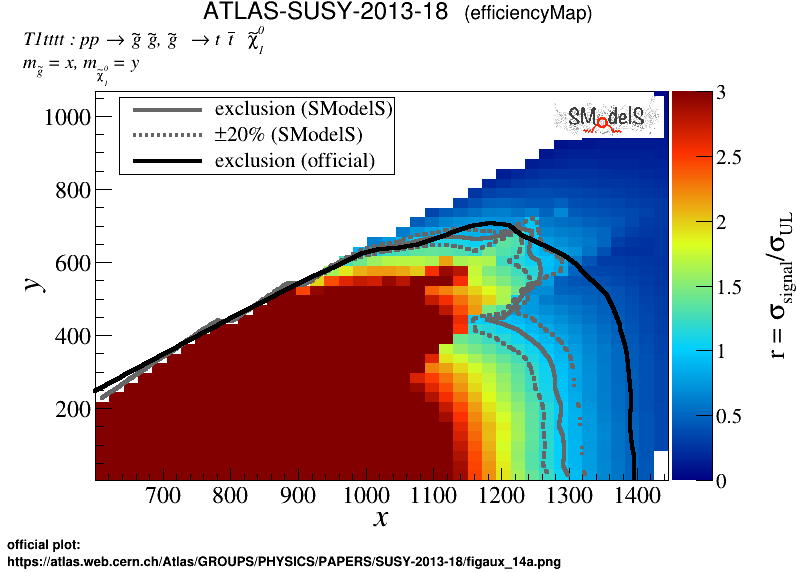 ATLAS-SUSY-2013-18 (efficiencyMap)
T1tttt : pp → g̃ g̃, g̃ → t t̄ χ̃₁⁰
m_g̃ = x, m_χ̃₁⁰ = y
exclusion (SModelS)
±20% (SModelS)
exclusion (official)
SModelS
1000
800
600
400
200
y
700 800 900 1000 1100 1200 1300 1400
x
3
2.5
2
1.5
1
0.5
0
r = σ_signal/σ_UL
official plot:
https://atlas.web.cern.ch/Atlas/GROUPS/PHYSICS/PAPERS/SUSY-2013-18/figaux_14a.png